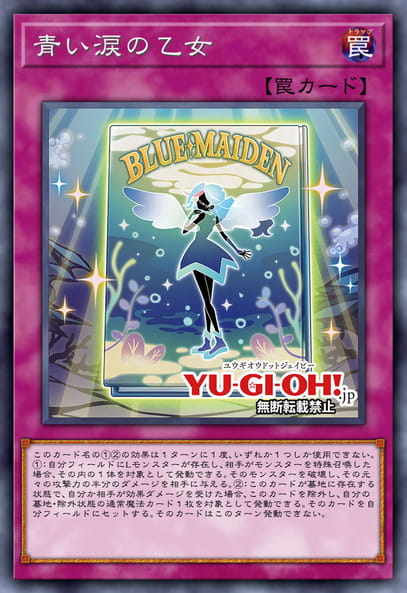 青い涙の乙女
トラップ
罠
【罠カード】
BLUE MAIDEN
ユウギオウドットジェイピー
YU-GI-OH!.jp
無断転載禁止
このカード名の①②の効果は１ターンに１度、いずれか１つしか使用できない。
①：自分フィールドにLモンスターが存在し、相手がモンスターを特殊召喚した
場合、その内の１体を対象として発動できる。そのモンスターを破壊し、その元
々の攻撃力の半分のダメージを相手に与える。②：このカードが墓地に存在する
状態で、自分か相手が効果ダメージを受けた場合、このカードを除外し、自分の
墓地・除外状態の通常魔法カード１枚を対象として発動できる。そのカードを自
分フィールドにセットする。そのカードはこのターン発動できない。